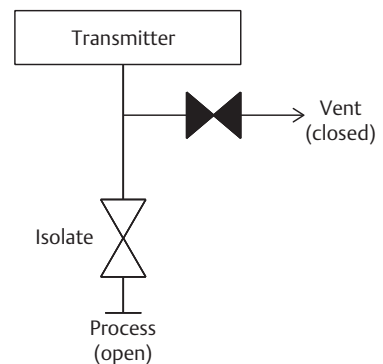 Transmitter
Vent
(closed)
Isolate
Process
(open)